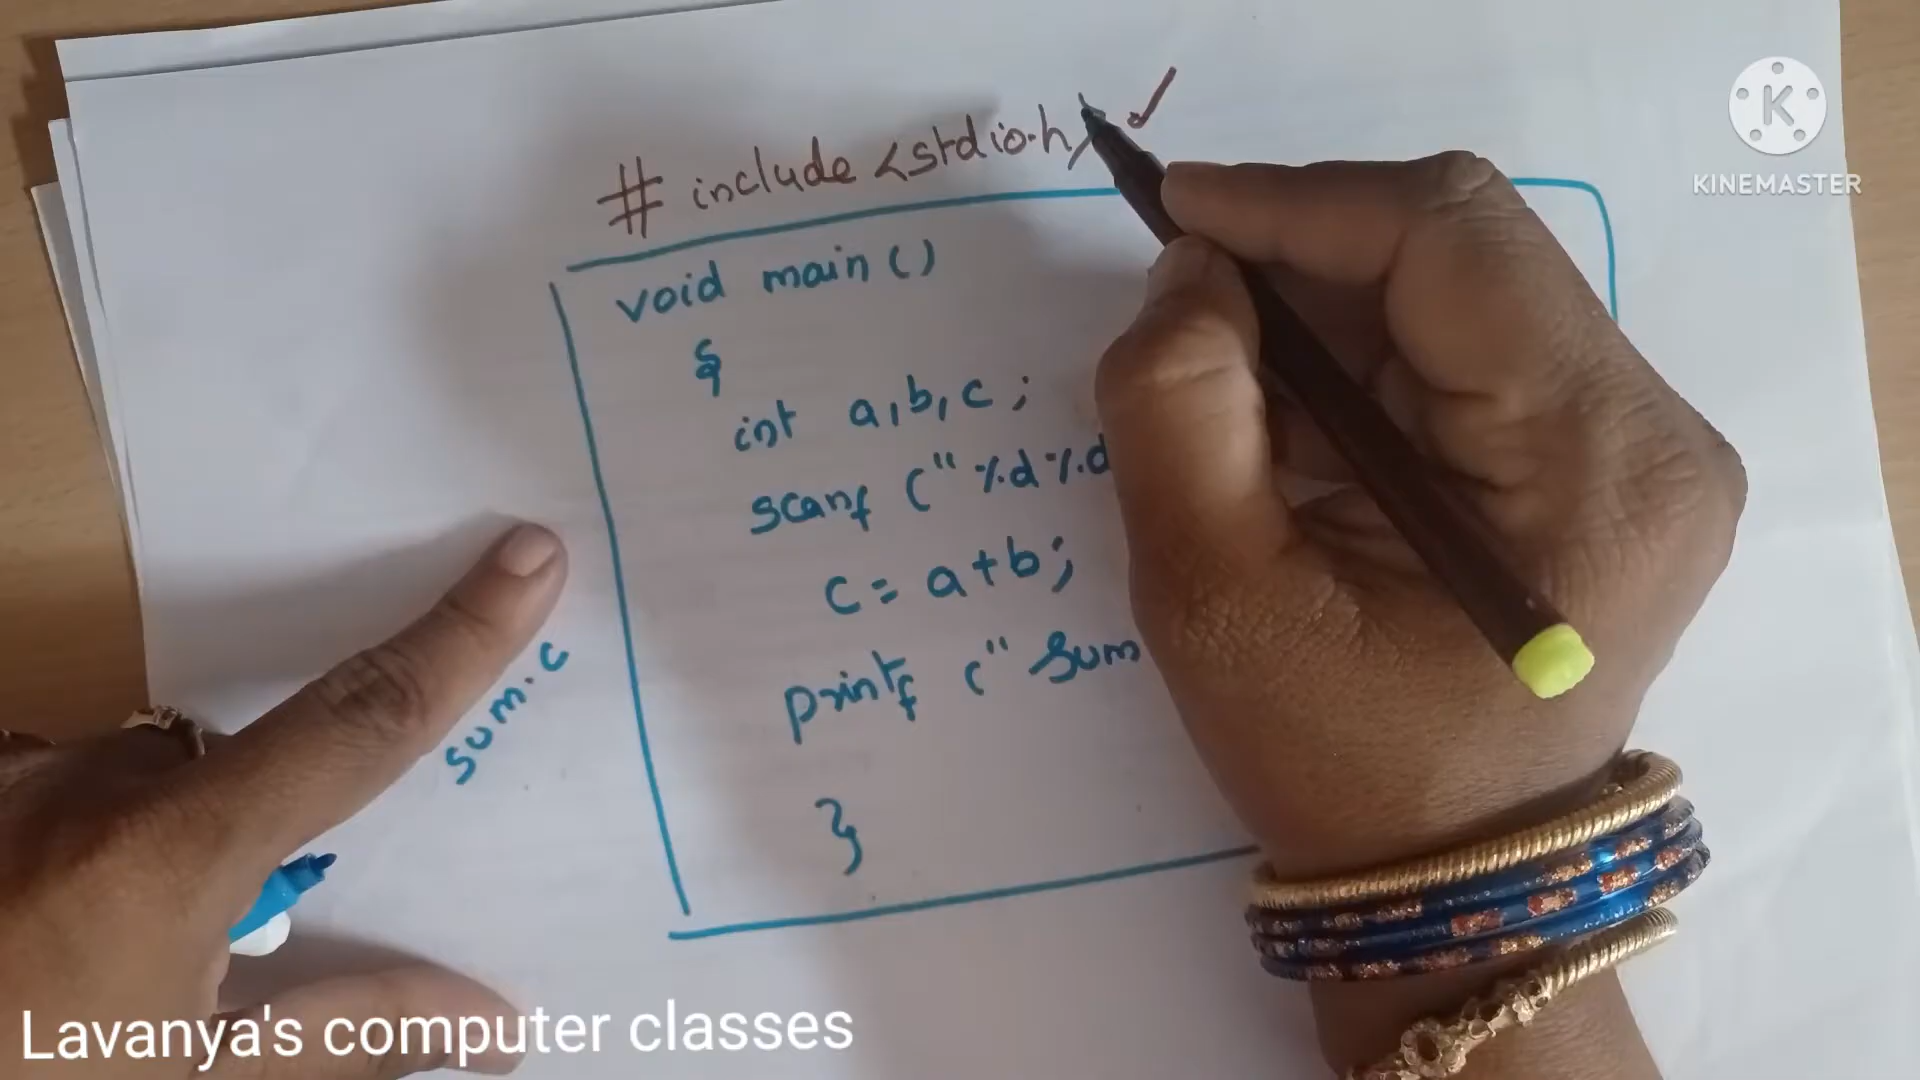 # include <stdio.h>
void main ()
{
int a,b,c ;
scanf ("%d%d
c= a+b;
printf ("Sum
}
sum.c
K
KINEMASTER
Lavanya's computer classes